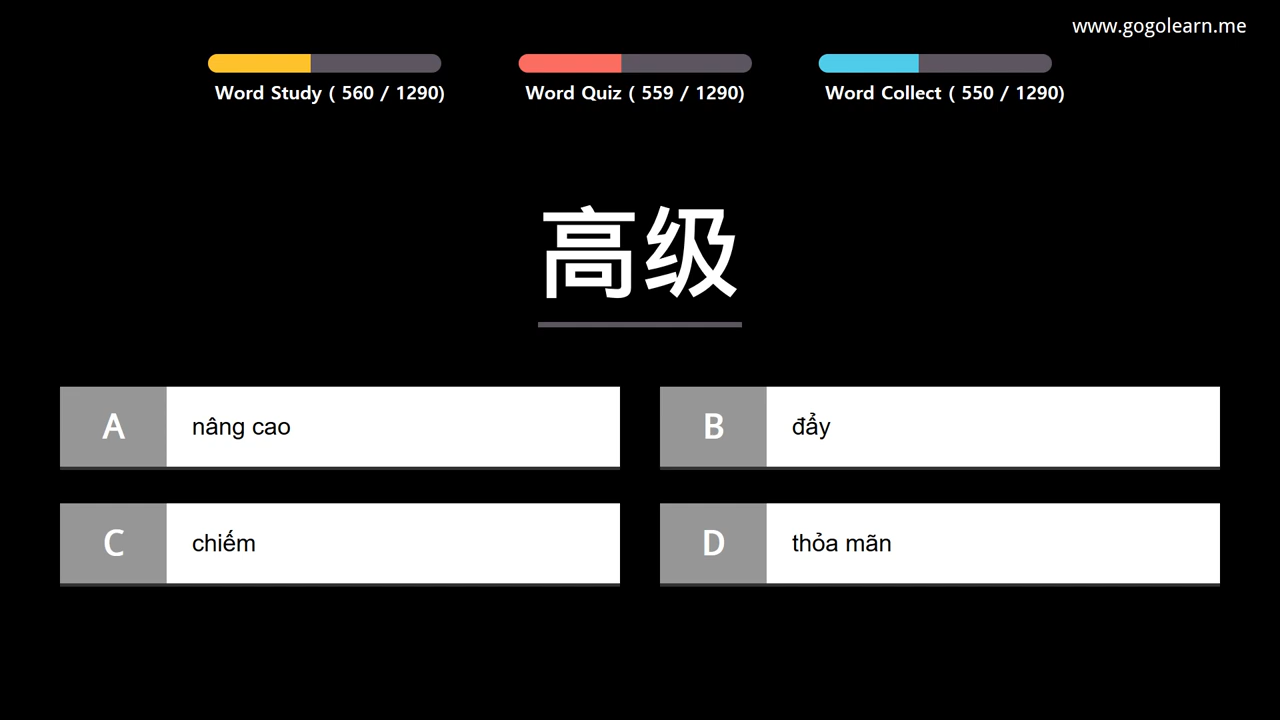 www.gogolearn.me
Word Study ( 560 / 1290)
Word Quiz ( 559 / 1290)
Word Collect ( 550 / 1290)
高级
A nâng cao
B đẩy
C chiếm
D thỏa mãn